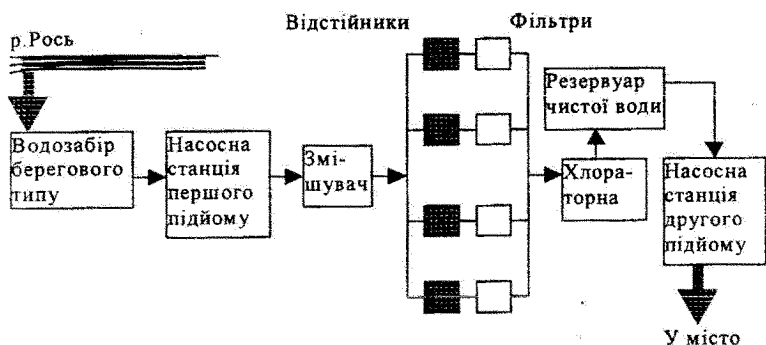 р.Рось
Відстійники
Фільтри
Водозабір
берегового
типу
Насосна
станція
першого
підйому
Змі-
шувач
Резервуар
чистої води
Хлора-
торна
Насосна
станція
другого
підйому
У місто